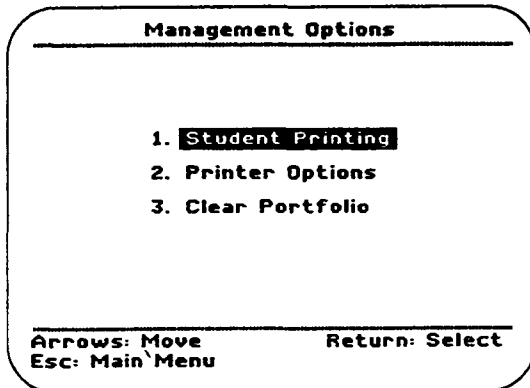 Management Options
1. Student Printing
2. Printer Options
3. Clear Portfolio
Arrows: Move Return: Select
Esc: Main Menu